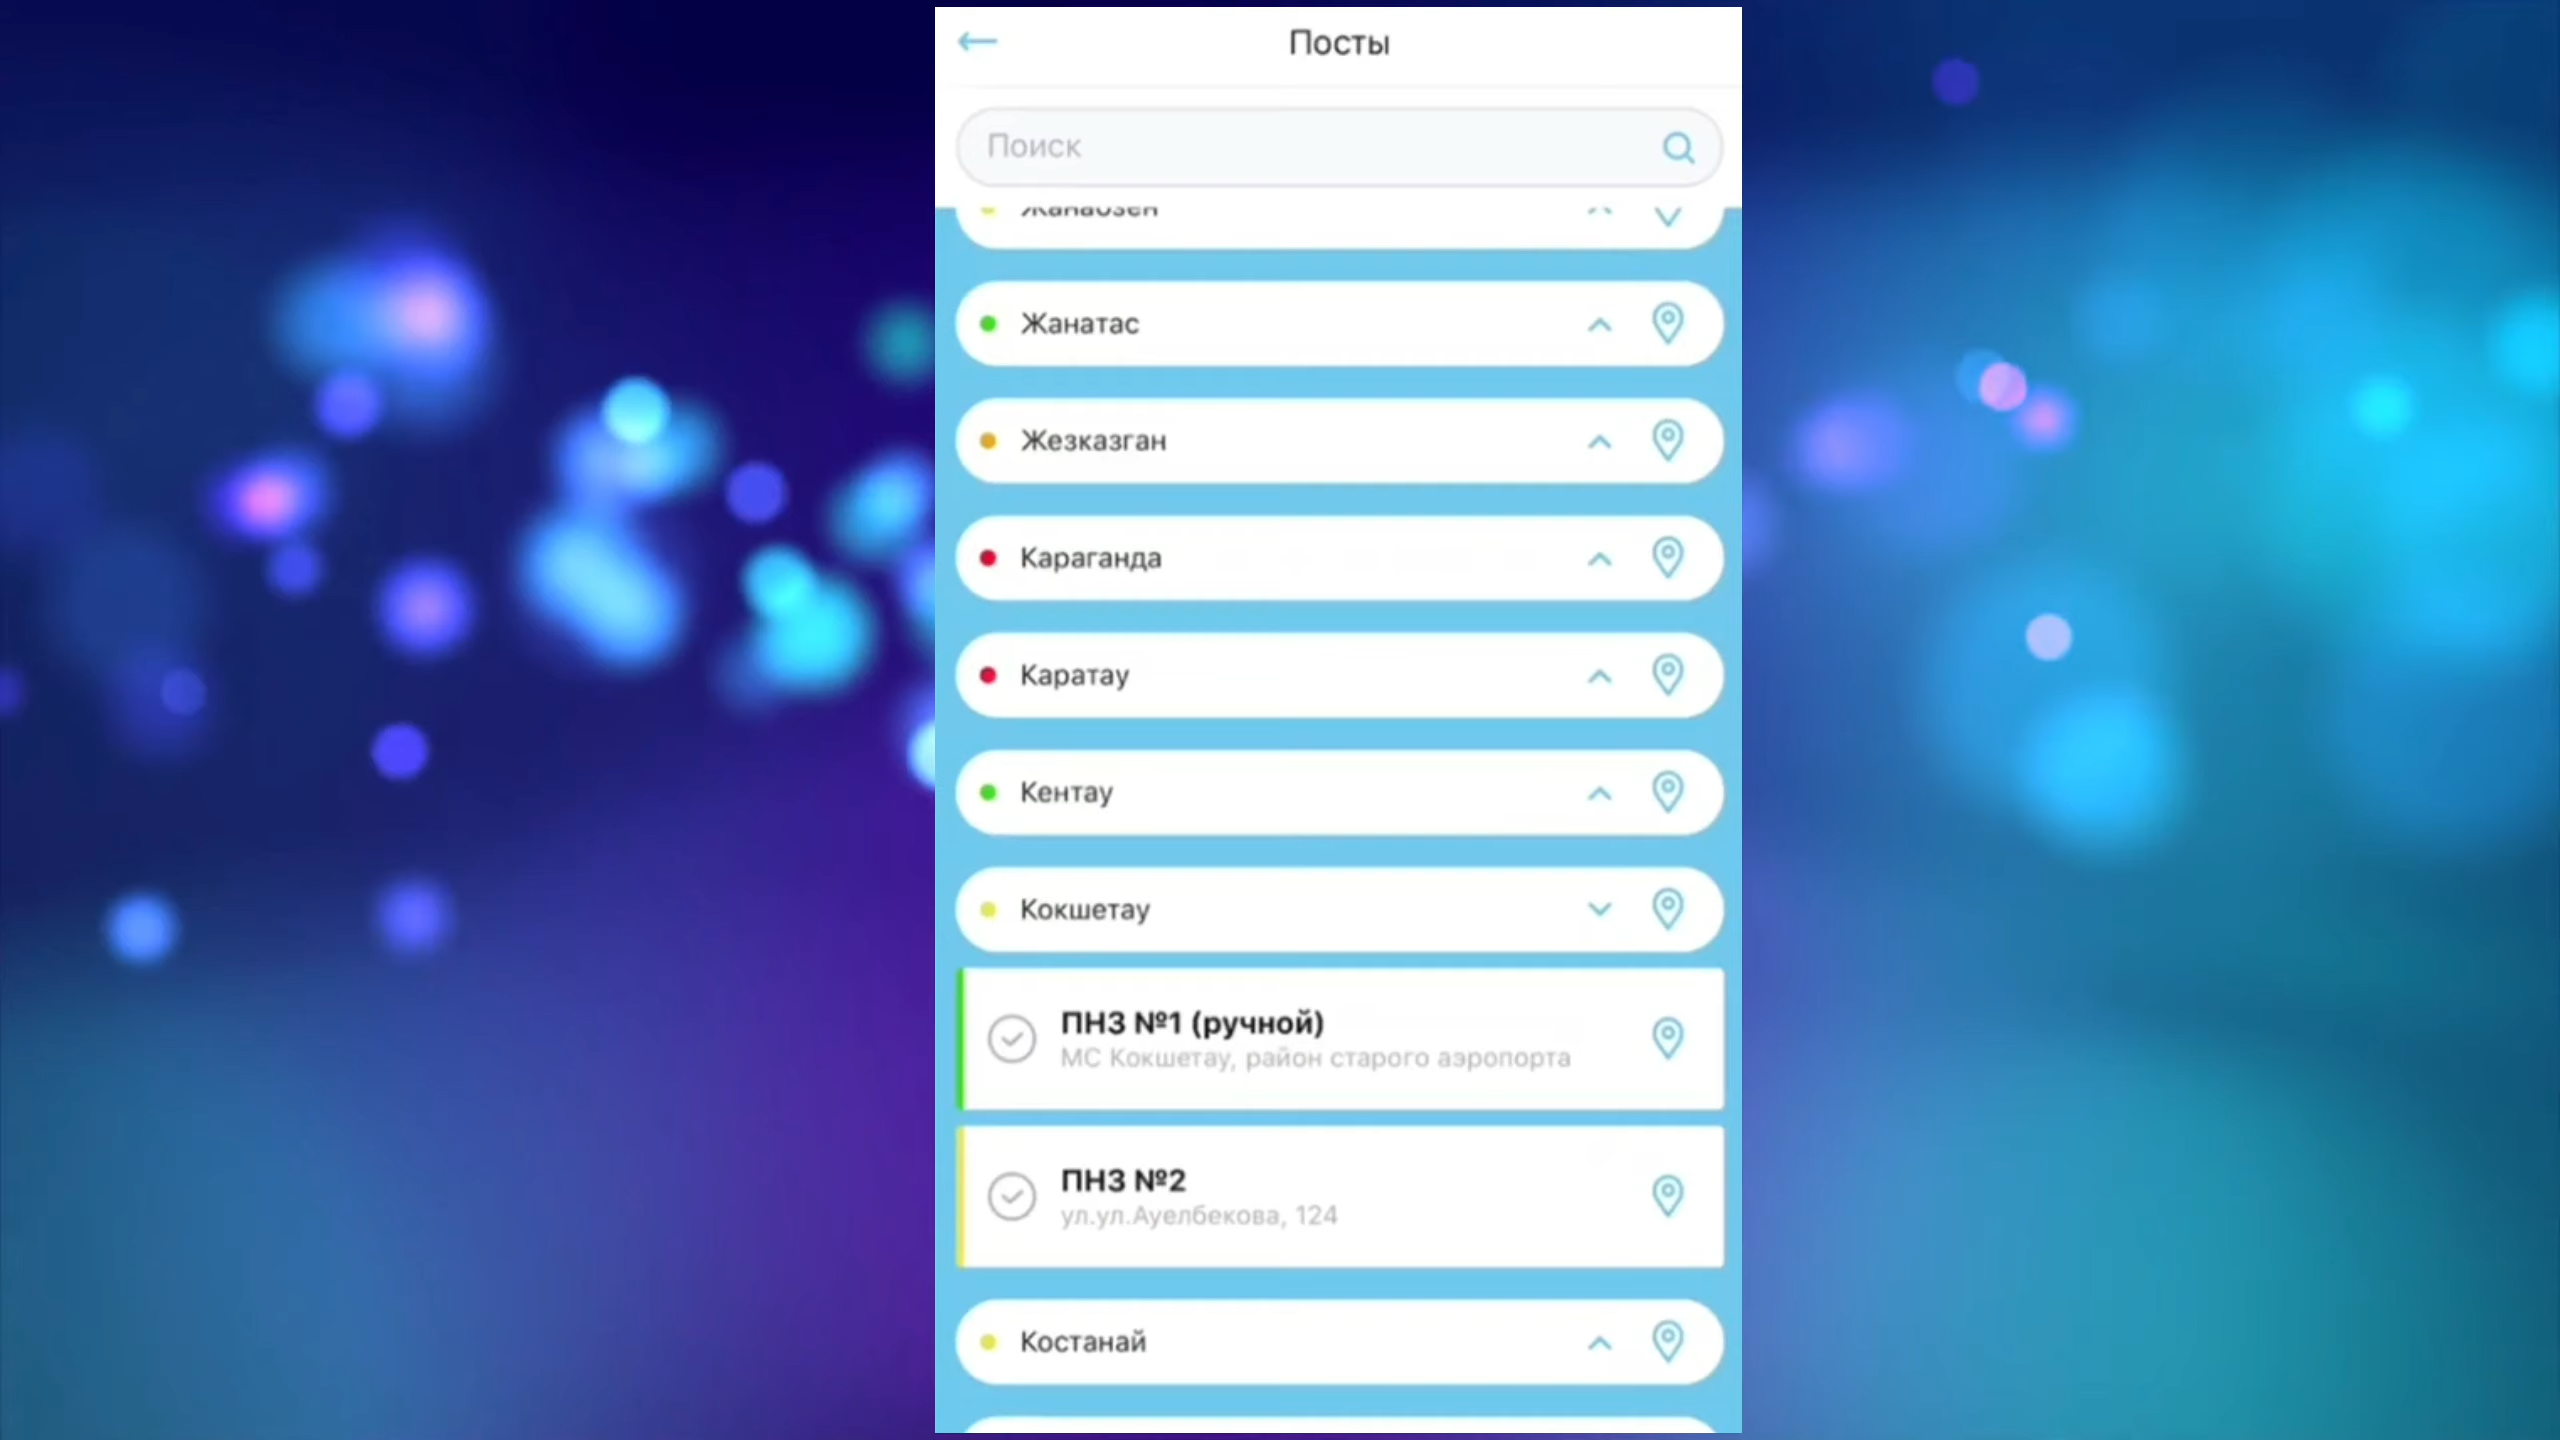 Посты
Поиск
Жанаозен
Жанатас
Жезказган
Караганда
Каратау
Кентау
Кокшетау
ПНЗ №1 (ручной)
МС Кокшетау, район старого аэропорта
ПНЗ №2
ул.ул.Ауелбекова, 124
Костанай